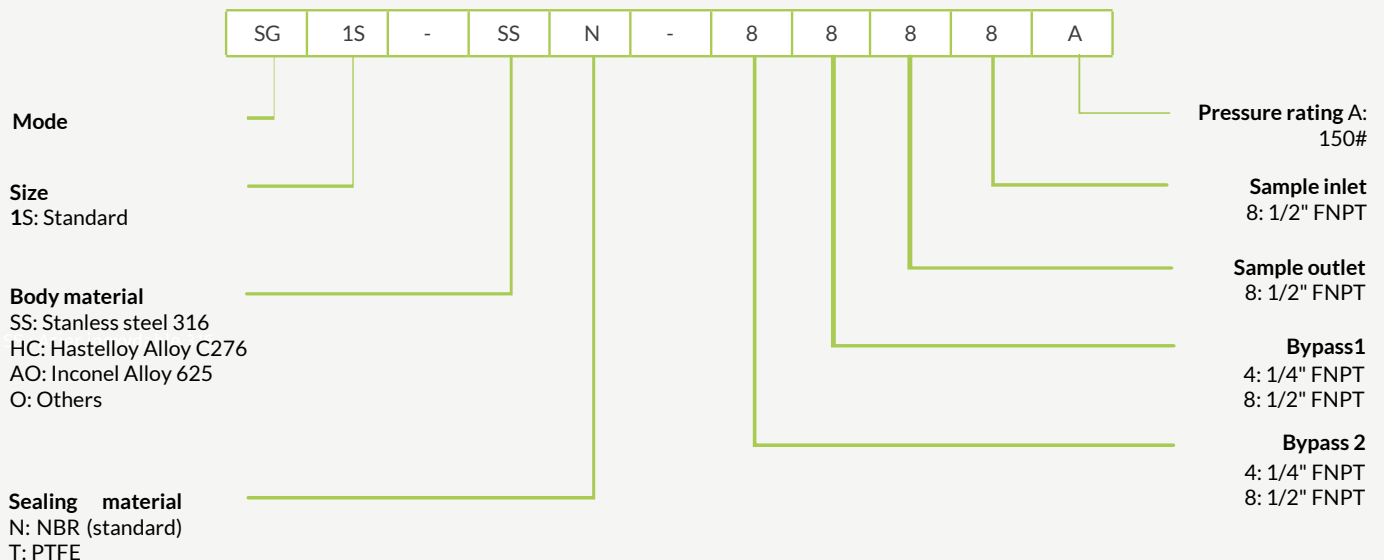 SG 1S - SS N - 8 8 8 8 A
Mode
Size
1S: Standard
Body material
SS: Stanless steel 316
HC: Hastelloy Alloy C276
AO: Inconel Alloy 625
O: Others
Sealing material
N: NBR (standard)
T: PTFE
Pressure rating A:
150#
Sample inlet
8: 1/2" FNPT
Sample outlet
8: 1/2" FNPT
Bypass1
4: 1/4" FNPT
8: 1/2" FNPT
Bypass 2
4: 1/4" FNPT
8: 1/2" FNPT